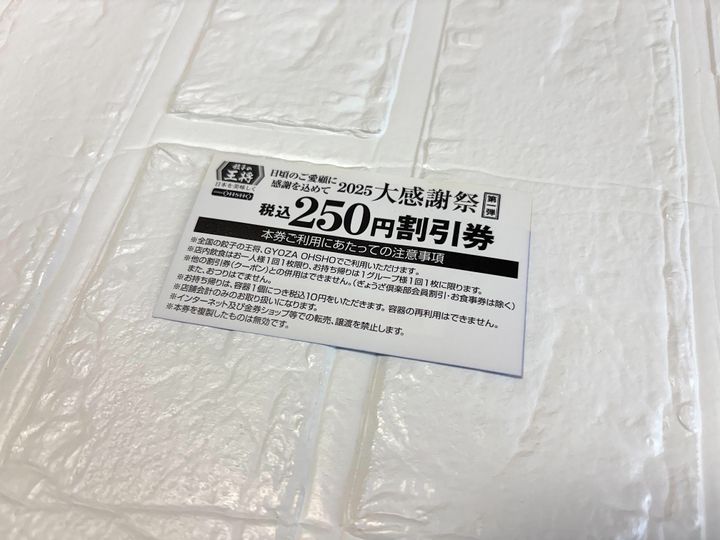 餃子の
王将
日本を美味しく
OHSHO
日頃のご愛顧に
感謝を込めて 2025 大感謝祭 第一弾
税込250円割引券
本券ご利用にあたっての注意事項
※全国の餃子の王将、GYOZA OHSHOでご利用いただけます。
※店内飲食はお一人様1回1枚限り、お持ち帰りは1グループ様1回1枚に限ります。
※他の割引券(クーポン)との併用はできません。(ぎょうざ倶楽部会員割引・お食事券は除く)
また、おつりはでません。
※お持ち帰りは、容器1個につき税込10円をいただきます。容器の再利用はできません。
※店舗会計のみのお取り扱いになります。
※インターネット及び金券ショップ等での転売、譲渡を禁止します。
※本券を複製したものは無効です。